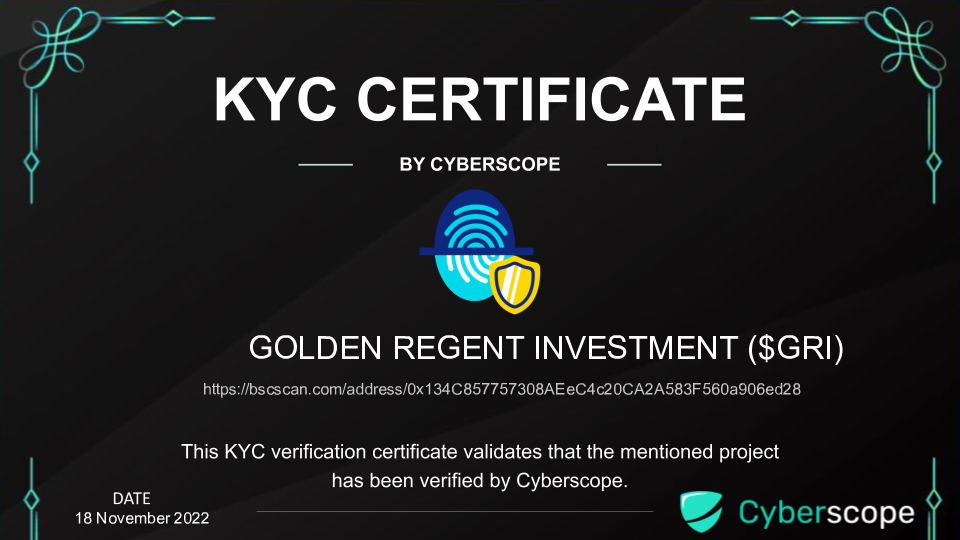 KYC CERTIFICATE
BY CYBERSCOPE
GOLDEN REGENT INVESTMENT ($GRI)
https://bscscan.com/address/0x134C857757308AEeC4c20CA2A583F560a906ed28
This KYC verification certificate validates that the mentioned project
has been verified by Cyberscope.
DATE
18 November 2022
Cyberscope